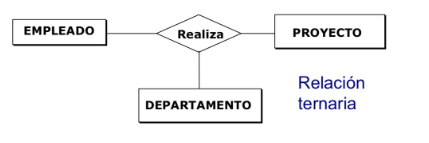 EMPLEADO
Realiza
PROYECTO
DEPARTAMENTO
Relación
ternaria